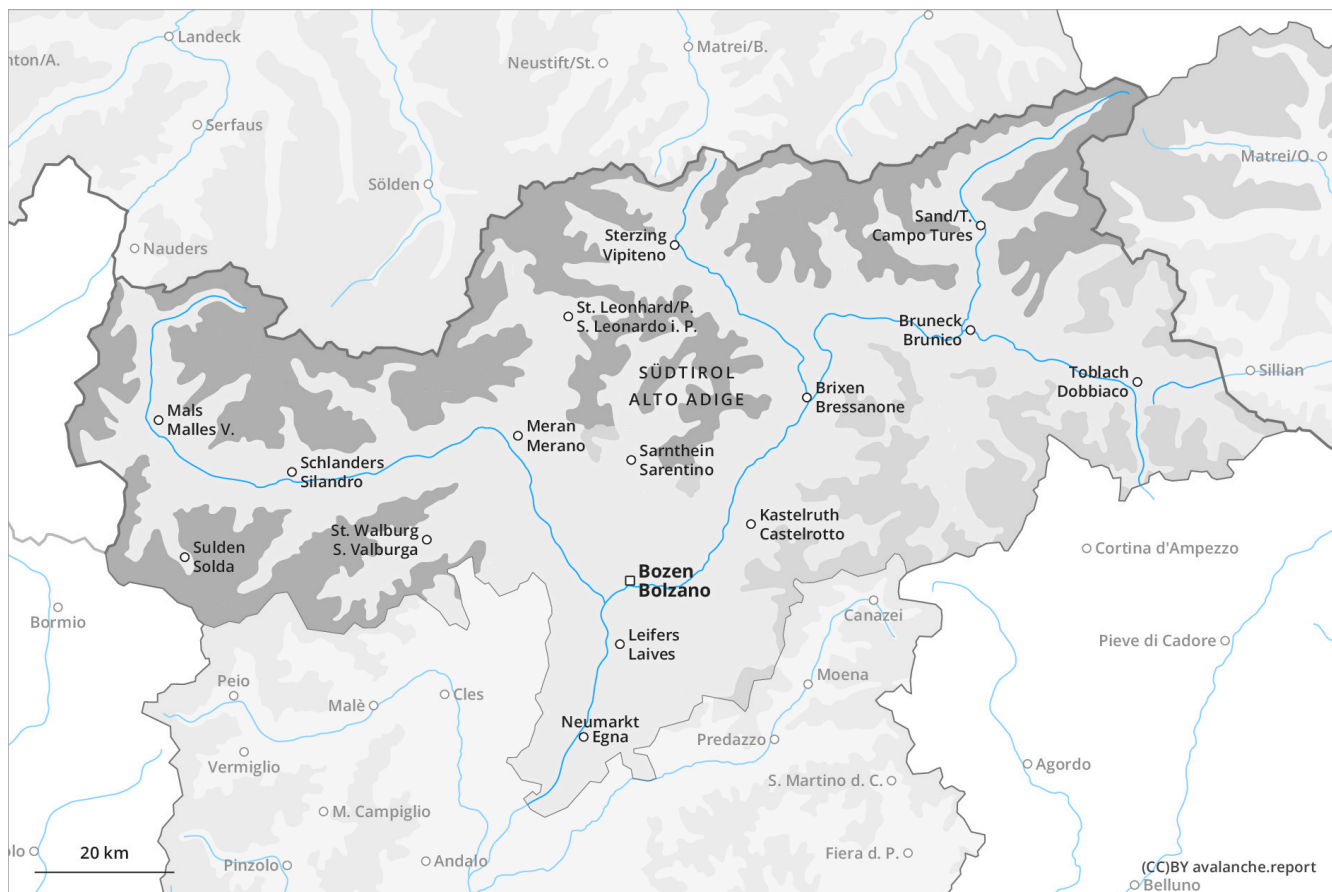 Landeck
nton/A.
Matrei/B.
Neustift/St.
Serfaus
Matrei/O.
Sölden
Sand/T.
Campo Tures
Sterzing
Vipiteno
Nauders
St. Leonhard/P.
S. Leonardo i. P.
Bruneck
Brunico
SÜDTIROL
ALTO ADIGE
Toblach
Dobbiaco
Sillian
Brixen
Bressanone
Mals
Malles V.
Meran
Merano
Schlanders
Silandro
Sarnthein
Sarentino
Kastelruth
Castelrotto
St. Walburg
S. Valburga
Sulden
Solda
Cortina d'Ampezzo
Bozen
Bolzano
Bormio
Canazei
Leifers
Laives
Pieve di Cadore
Peio
Moena
Malè
Cles
Neumarkt
Egna
Predazzo
Vermiglio
Agordo
S. Martino d. C.
M. Campiglio
20 km
olo
Pinzolo
Andalo
Fiera d. P.
(CC)BY avalanche.report
Belluno